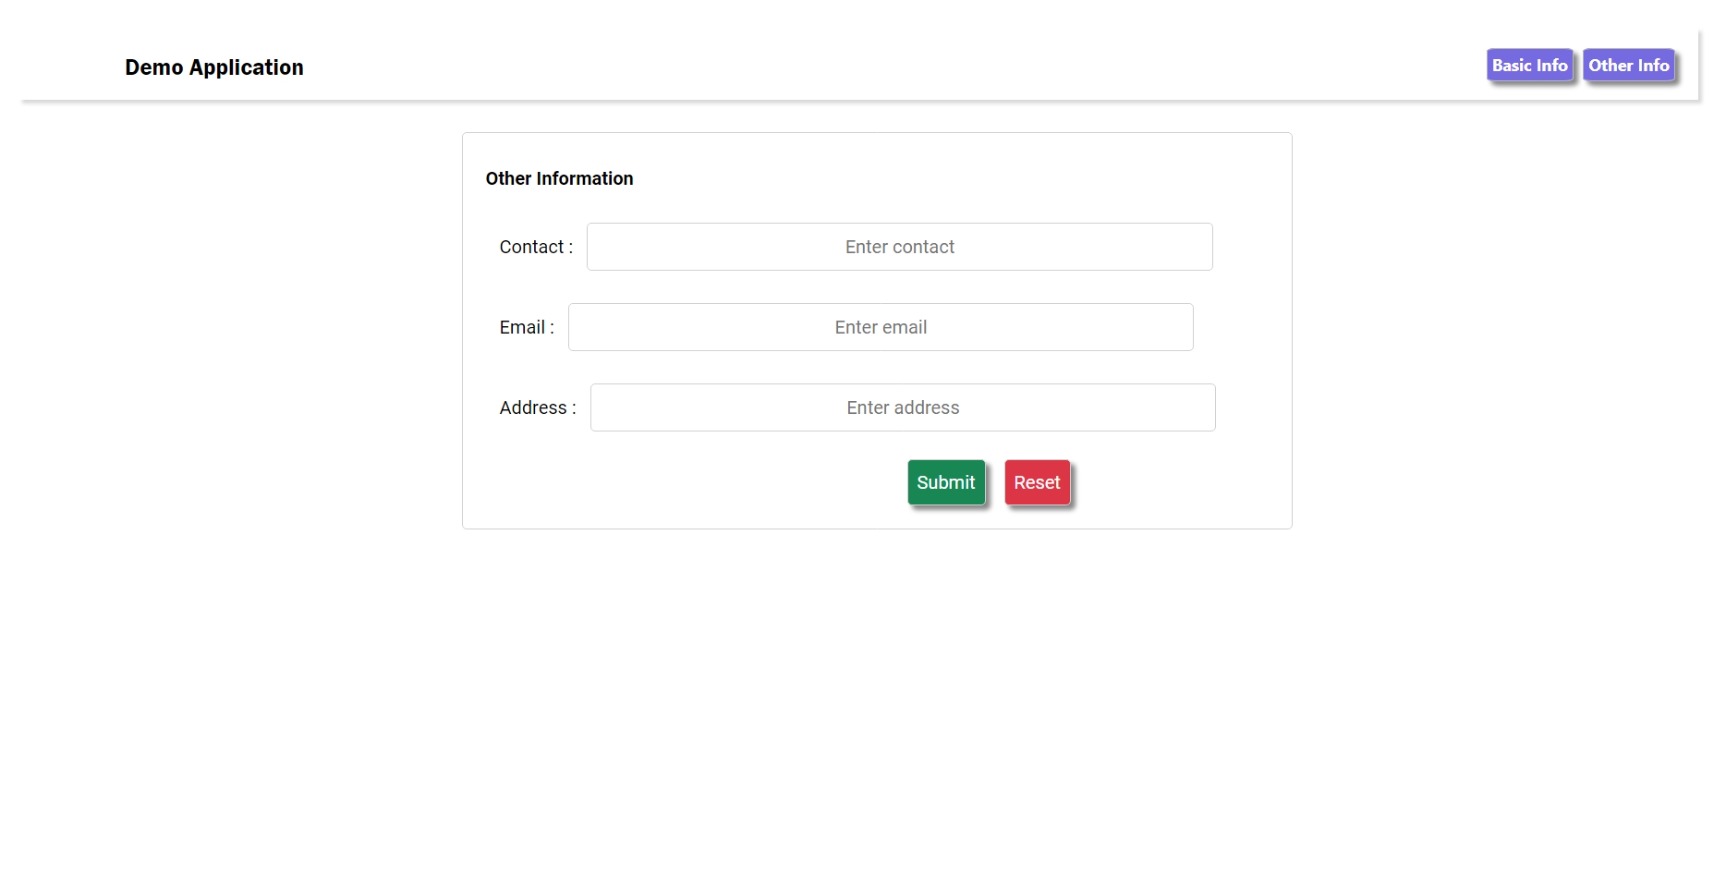 Demo Application
Basic Info
Other Info
Other Information
Contact :
Enter contact
Email :
Enter email
Address :
Enter address
Submit
Reset